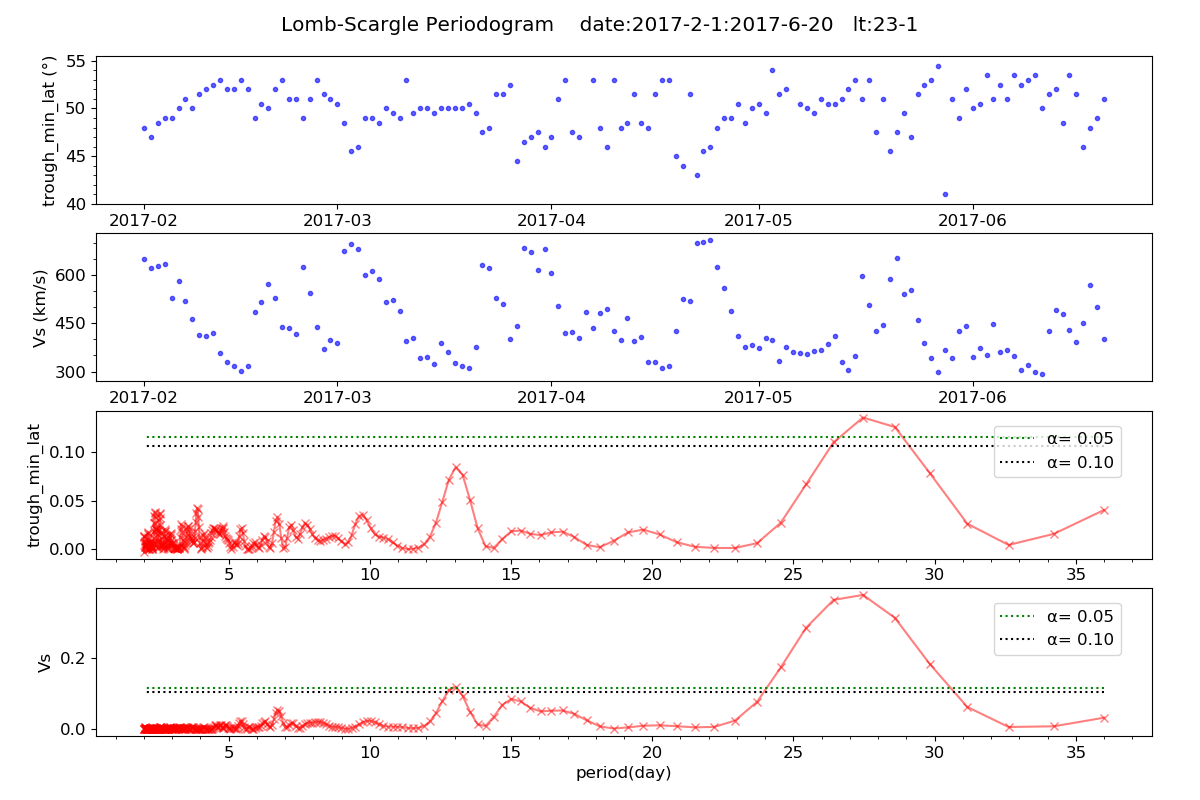 Lomb-Scargle Periodogram    date:2017-2-1:2017-6-20   lt:23-1
trough_min_lat (°)
55
50
45
40
2017-02 2017-03 2017-04 2017-05 2017-06
Vs (km/s)
600
450
300
2017-02 2017-03 2017-04 2017-05 2017-06
trough_min_lat
0.10
0.05
0.00
α= 0.05
α= 0.10
5 10 15 20 25 30 35
Vs
0.2
0.0
α= 0.05
α= 0.10
5 10 15 20 25 30 35
period(day)